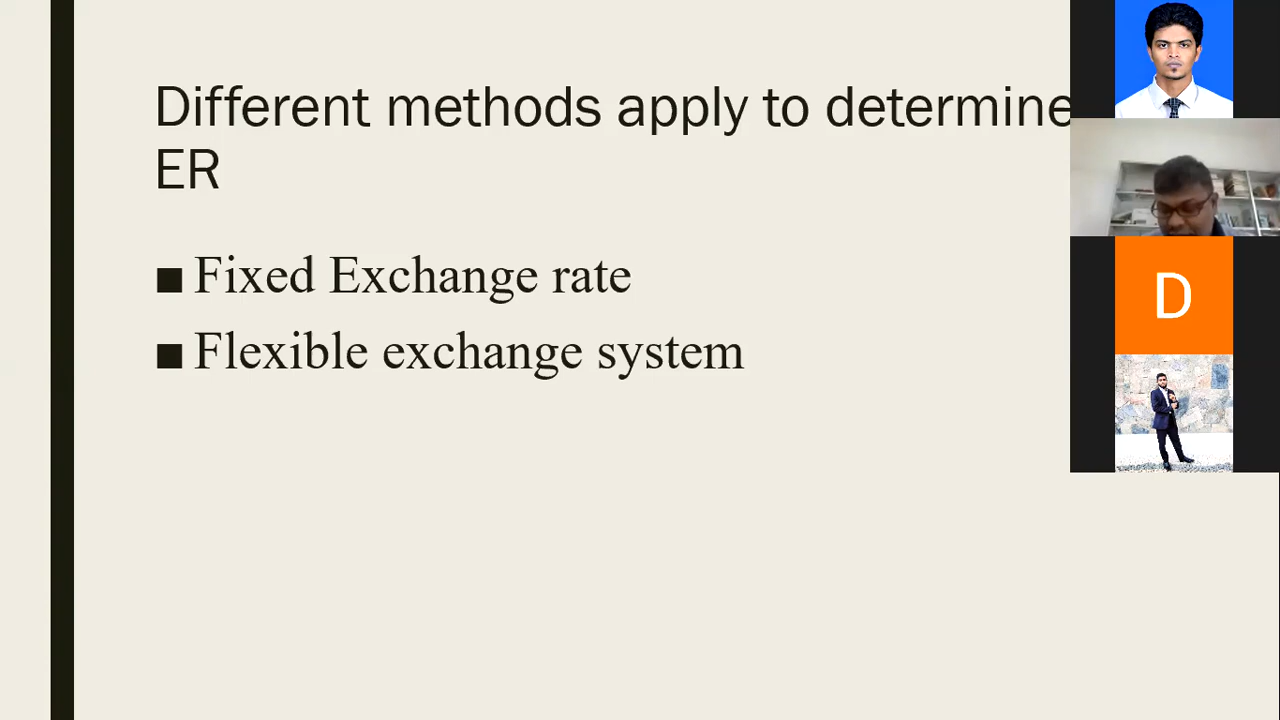 Different methods apply to determine
ER
■ Fixed Exchange rate
■ Flexible exchange system
D